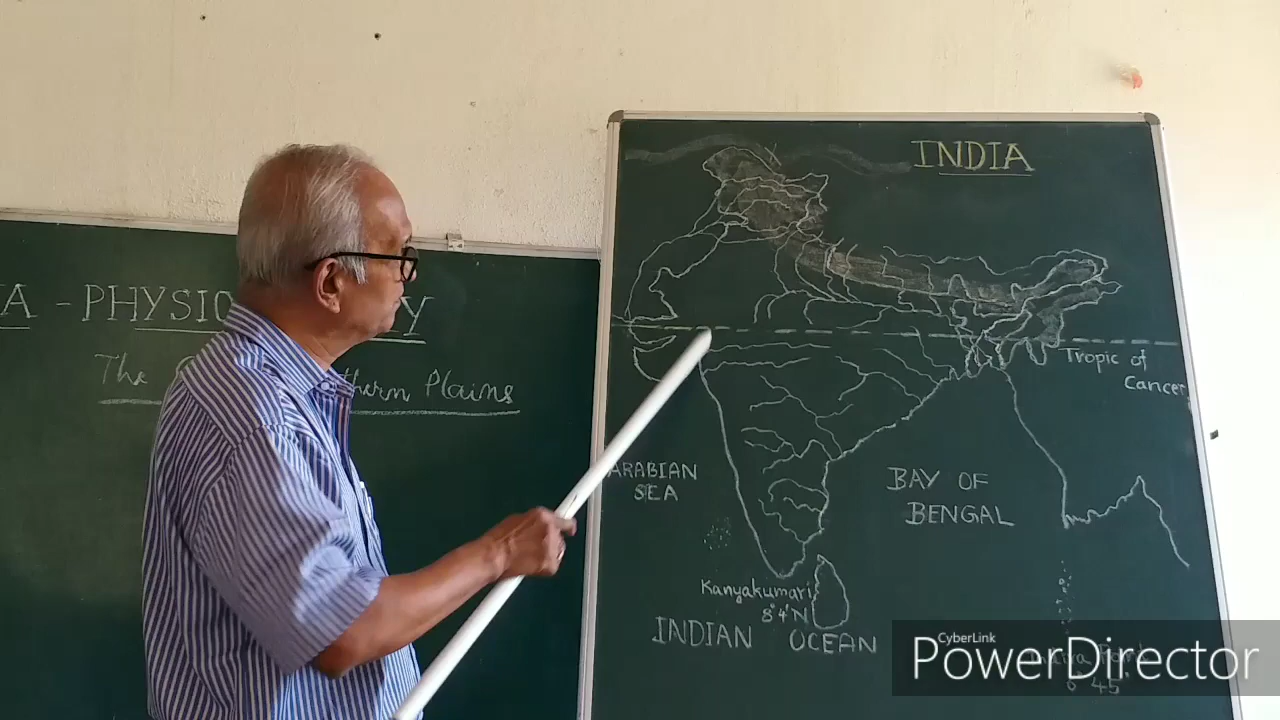 A - PHYSIO Y
The thern Plains
INDIA
Tropic of
Cancer
ARABIAN
SEA
BAY OF
BENGAL
Kanyakumari
8°4'N
INDIAN OCEAN
CyberLink
PowerDirector